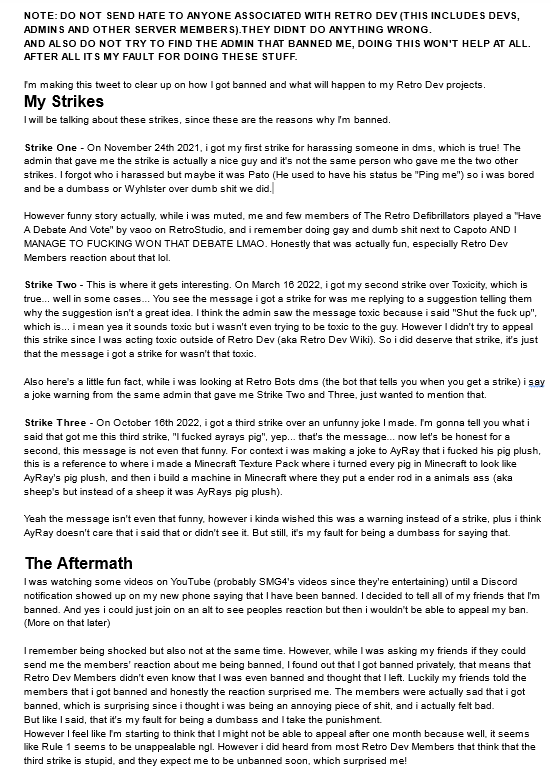 NOTE: DO NOT SEND HATE TO ANYONE ASSOCIATED WITH RETRO DEV (THIS INCLUDES DEVS,
ADMINS AND OTHER SERVER MEMBERS).THEY DIDNT DO ANYTHING WRONG.
AND ALSO DO NOT TRY TO FIND THE ADMIN THAT BANNED ME, DOING THIS WON'T HELP AT ALL.
AFTER ALL ITS MY FAULT FOR DOING THESE STUFF.
I'm making this tweet to clear up on how I got banned and what will happen to my Retro Dev projects.
My Strikes
I will be talking about these strikes, since these are the reasons why I'm banned.
Strike One - On November 24th 2021, i got my first strike for harassing someone in dms, which is true! The
admin that gave me the strike is actually a nice guy and it's not the same person who gave me the two other
strikes. I forgot who i harassed but maybe it was Pato (He used to have his status be "Ping me") so i was bored
and be a dumbass or Wyhlster over dumb shit we did.
However funny story actually, while i was muted, me and few members of The Retro Defibrillators played a "Have
A Debate And Vote" by vaoo on RetroStudio, and i remember doing gay and dumb shit next to Capoto AND I
MANAGE TO FUCKING WON THAT DEBATE LMAO. Honestly that was actually fun, especially Retro Dev
Members reaction about that lol.
Strike Two - This is where it gets interesting. On March 16 2022, i got my second strike over Toxicity, which is
true... well in some cases... You see the message i got a strike for was me replying to a suggestion telling them
why the suggestion isn't a great idea. I think the admin saw the message toxic because i said "Shut the fuck up",
which is... i mean yea it sounds toxic but i wasn't even trying to be toxic to the guy. However I didn't try to appeal
this strike since I was acting toxic outside of Retro Dev (aka Retro Dev Wiki). So i did deserve that strike, it's just
that the message i got a strike for wasn't that toxic.
Also here's a little fun fact, while i was looking at Retro Bots dms (the bot that tells you when you get a strike) i say
a joke warning from the same admin that gave me Strike Two and Three, just wanted to mention that.
Strike Three - On October 16th 2022, i got a third strike over an unfunny joke I made. I'm gonna tell you what i
said that got me this third strike, "I fucked ayrays pig", yep... that's the message... now let's be honest for a
second, this message is not even that funny. For context i was making a joke to AyRay that i fucked his pig plush,
this is a reference to where i made a Minecraft Texture Pack where i turned every pig in Minecraft to look like
AyRay's pig plush, and then i build a machine in Minecraft where they put a ender rod in a animals ass (aka
sheep's but instead of a sheep it was AyRays pig plush).
Yeah the message isn't even that funny, however i kinda wished this was a warning instead of a strike, plus i think
AyRay doesn't care that i said that or didn't see it. But still, it's my fault for being a dumbass for saying that.
The Aftermath
I was watching some videos on YouTube (probably SMG4's videos since they're entertaining) until a Discord
notification showed up on my new phone saying that I have been banned. I decided to tell all of my friends that I'm
banned. And yes i could just join on an alt to see peoples reaction but then i wouldn't be able to appeal my ban.
(More on that later)
I remember being shocked but also not at the same time. However, while I was asking my friends if they could
send me the members' reaction about me being banned, I found out that I got banned privately, that means that
Retro Dev Members didn't even know that I was even banned and thought that I left. Luckily my friends told the
members that i got banned and honestly the reaction surprised me. The members were actually sad that i got
banned, which is surprising since i thought i was being an annoying piece of shit, and i actually felt bad.
But like I said, that it's my fault for being a dumbass and I take the punishment.
However I feel like I'm starting to think that I might not be able to appeal after one month because well, it seems
like Rule 1 seems to be unappealable ngl. However i did heard from most Retro Dev Members that think that the
third strike is stupid, and they expect me to be unbanned soon, which surprised me!